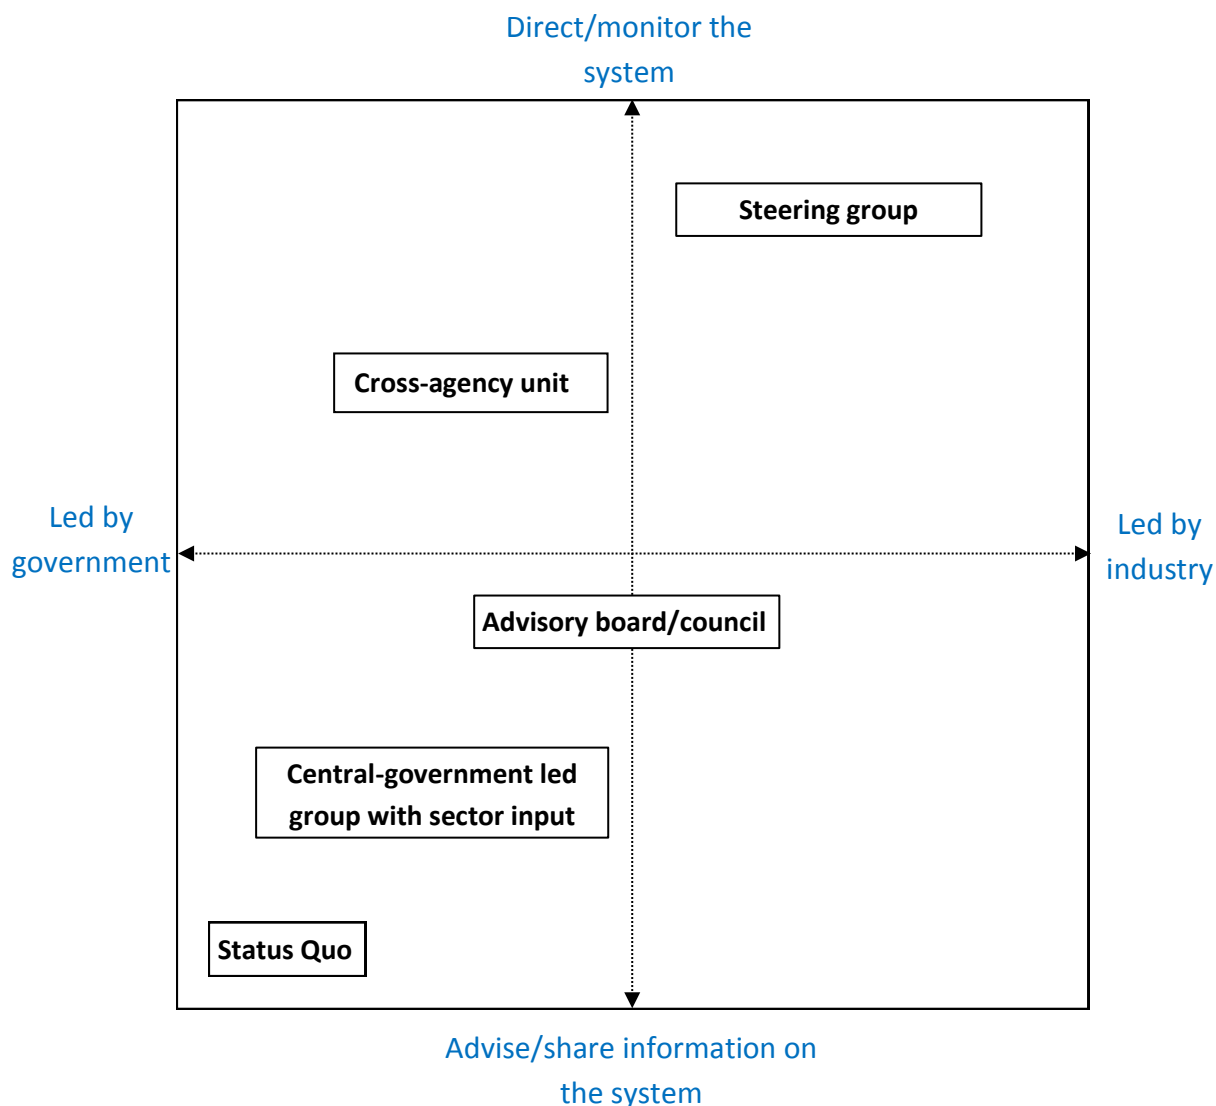 Direct/monitor the
system
Steering group
Cross-agency unit
Led by
government
Led by
industry
Advisory board/council
Central-government led
group with sector input
Status Quo
Advise/share information on
the system